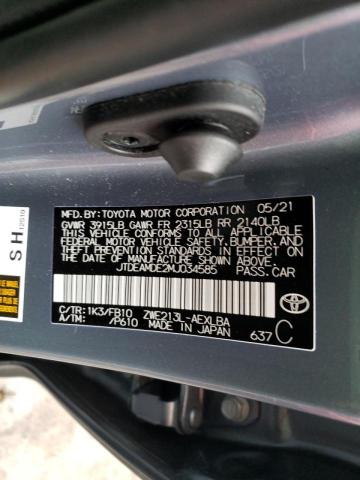 MFD.BY:TOYOTA MOTOR CORPORATION 05/21
GVWR 3915LB GAWR FR 2315LB RR 2140LB
THIS VEHICLE CONFORMS TO ALL APPLICABLE
FEDERAL MOTOR VEHICLE SAFETY, BUMPER, AND
THEFT PREVENTION STANDARDS IN EFFECT ON
THE DATE OF MANUFACTURE SHOWN ABOVE.
JTDEAMDE2MJ034585 PASS.CAR
C/TR:1K3/FB10 ZWE213L-AEXLBA
A/TM: /P610 MADE IN JAPAN
637 C
TOYOTA
SH